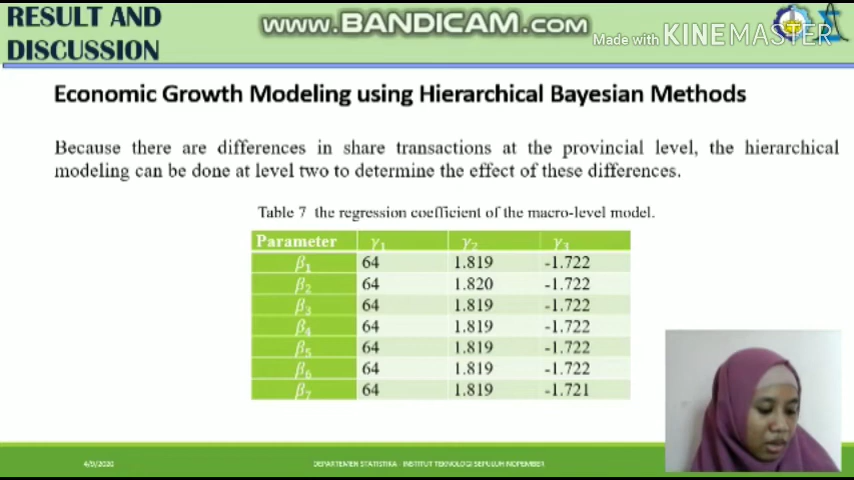 RESULT AND
DISCUSSION
www.BANDICAM.com
Made with KINEMASTER
Economic Growth Modeling using Hierarchical Bayesian Methods
Because there are differences in share transactions at the provincial level, the hierarchical
modeling can be done at level two to determine the effect of these differences.
Table 7 the regression coefficient of the macro-level model.
Parameter γ₁ γ₂ γ₃
β₁ 64 1.819 -1.722
β₂ 64 1.820 -1.722
β₃ 64 1.819 -1.722
β₄ 64 1.819 -1.722
β₅ 64 1.819 -1.722
β₆ 64 1.819 -1.722
β₇ 64 1.819 -1.721
4/9/2020
DEPARTEMEN STATISTIKA - INSTITUT TEKNOLOGI SEPULUH NOPEMBER